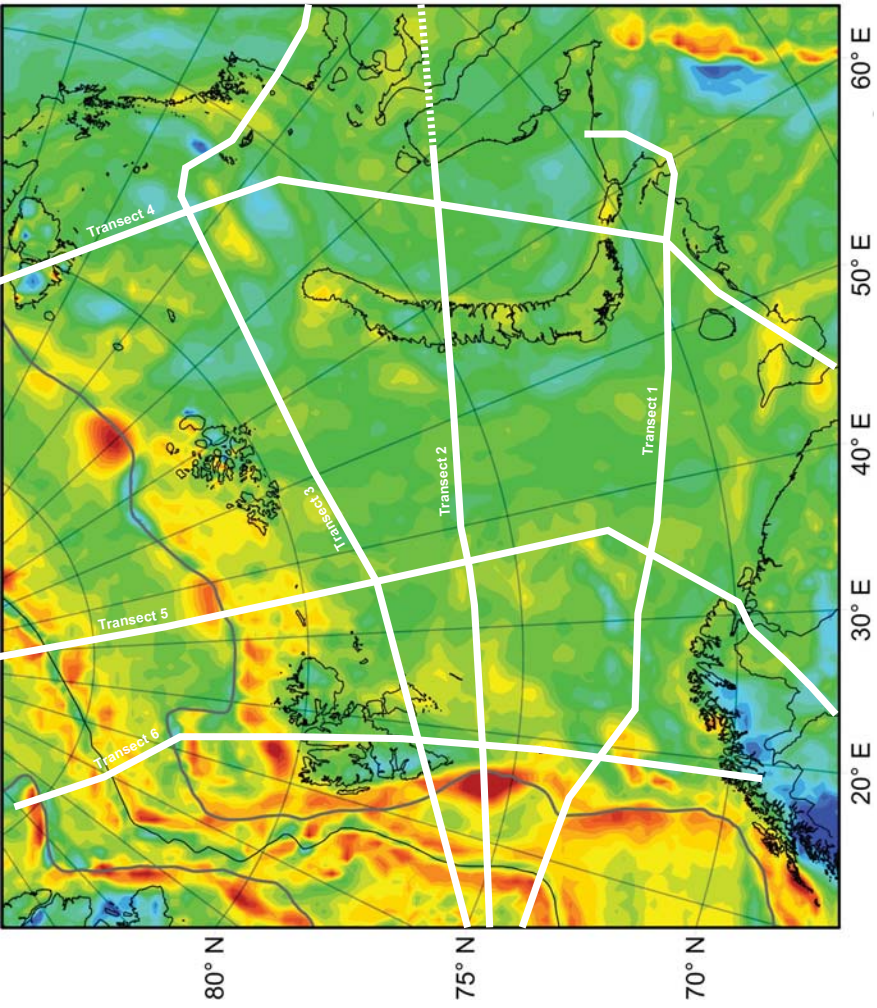 Transect 4
Transect 3
Transect 2
Transect 1
Transect 5
Transect 6
60° E
50° E
40° E
30° E
20° E
80° N
75° N
70° N